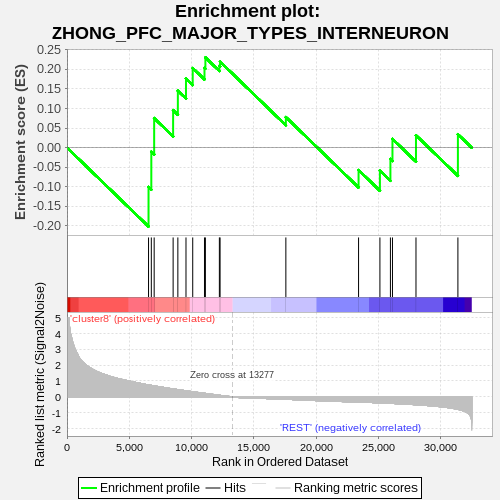 Enrichment plot:
ZHONG_PFC_MAJOR_TYPES_INTERNEURON
Enrichment score (ES)
0.25
0.20
0.15
0.10
0.05
0.00
-0.05
-0.10
-0.15
-0.20
'cluster8' (positively correlated)
Ranked list metric (Signal2Noise)
5
4
3
2
1
0
-1
-2
Zero cross at 13277
'REST' (negatively correlated)
0
5,000
10,000
15,000
20,000
25,000
30,000
Rank in Ordered Dataset
Enrichment profile
Hits
Ranking metric scores